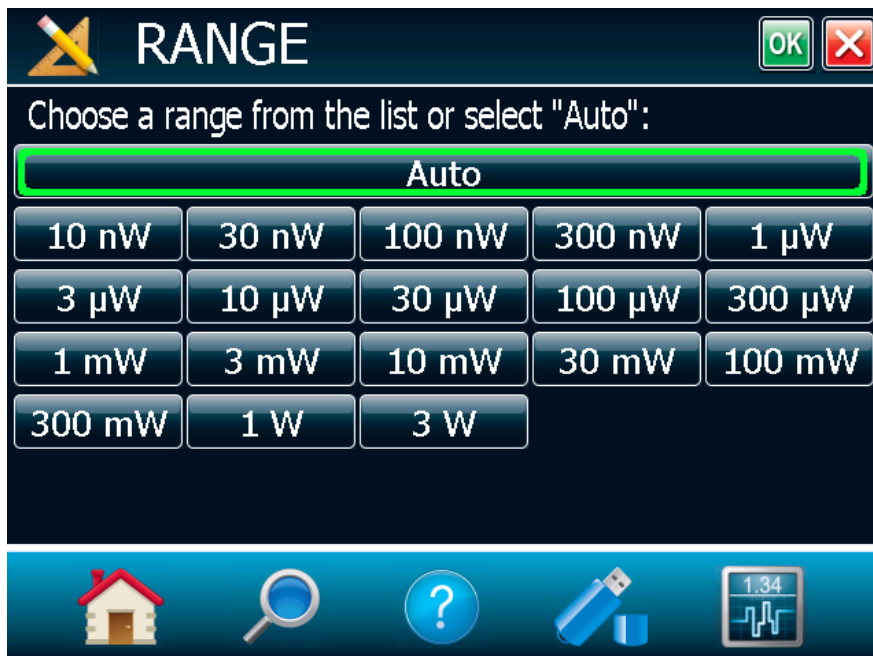 RANGE
OK
Choose a range from the list or select "Auto":
Auto
10 nW 30 nW 100 nW 300 nW 1 µW
3 µW 10 µW 30 µW 100 µW 300 µW
1 mW 3 mW 10 mW 30 mW 100 mW
300 mW 1 W 3 W
?
1.34